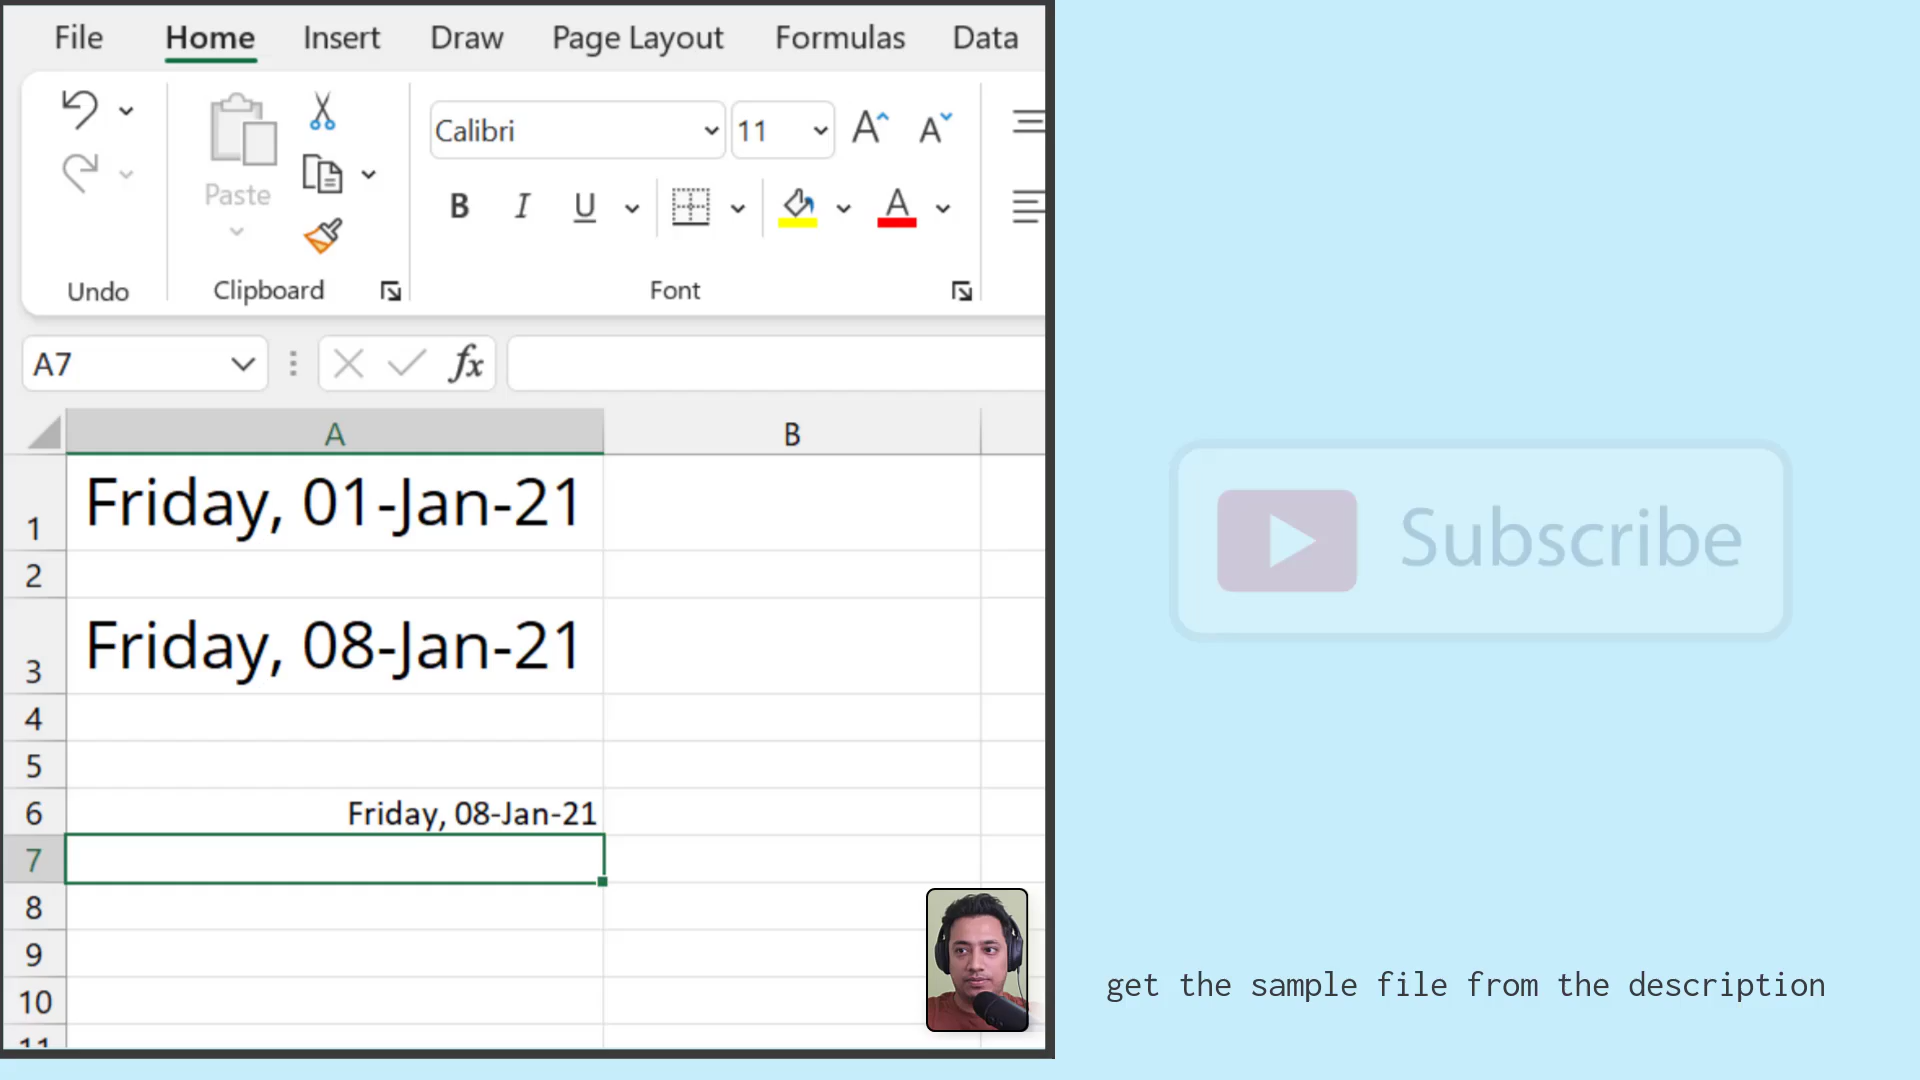 File Home Insert Draw Page Layout Formulas Data
Calibri 11
Paste
B I U A
Undo Clipboard Font
A7 fx
A B
1 Friday, 01-Jan-21
2
3 Friday, 08-Jan-21
4
5
6 Friday, 08-Jan-21
7
8
9
10
11
Subscribe
get the sample file from the description